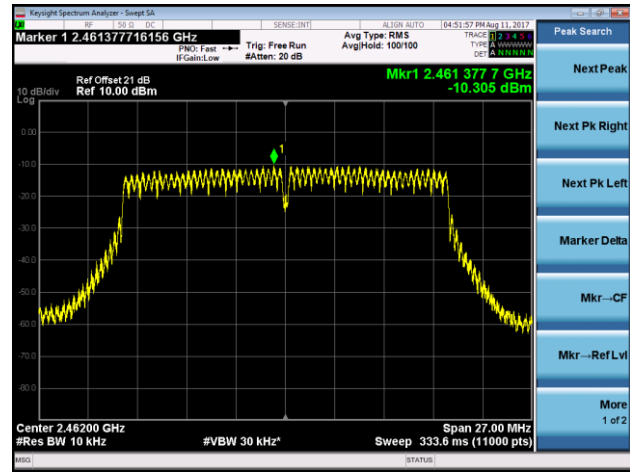 Keysight Spectrum Analyzer - Swept SA
RF 50 Ω DC SENSE:INT ALIGN AUTO 04:51:57 PM Aug 11, 2017
Marker 1 2.461377716156 GHz
PNO: Fast
IFGain:Low
Trig: Free Run
#Atten: 20 dB
Avg Type: RMS
Avg|Hold: 100/100
TRACE 1 2 3 4 5 6
TYPE A WWWWW
DET A NNNNN
Peak Search
Ref Offset 21 dB
Ref 10.00 dBm
10 dB/div
Log
Mkr1 2.461 377 7 GHz
-10.305 dBm
1
0.00
-10.0
-20.0
-30.0
-40.0
-50.0
-60.0
-70.0
-80.0
Center 2.46200 GHz
#Res BW 10 kHz
#VBW 30 kHz*
Span 27.00 MHz
Sweep 333.6 ms (11000 pts)
Next Peak
Next Pk Right
Next Pk Left
Marker Delta
Mkr→CF
Mkr→Ref Lvl
More
1 of 2
MSG
STATUS